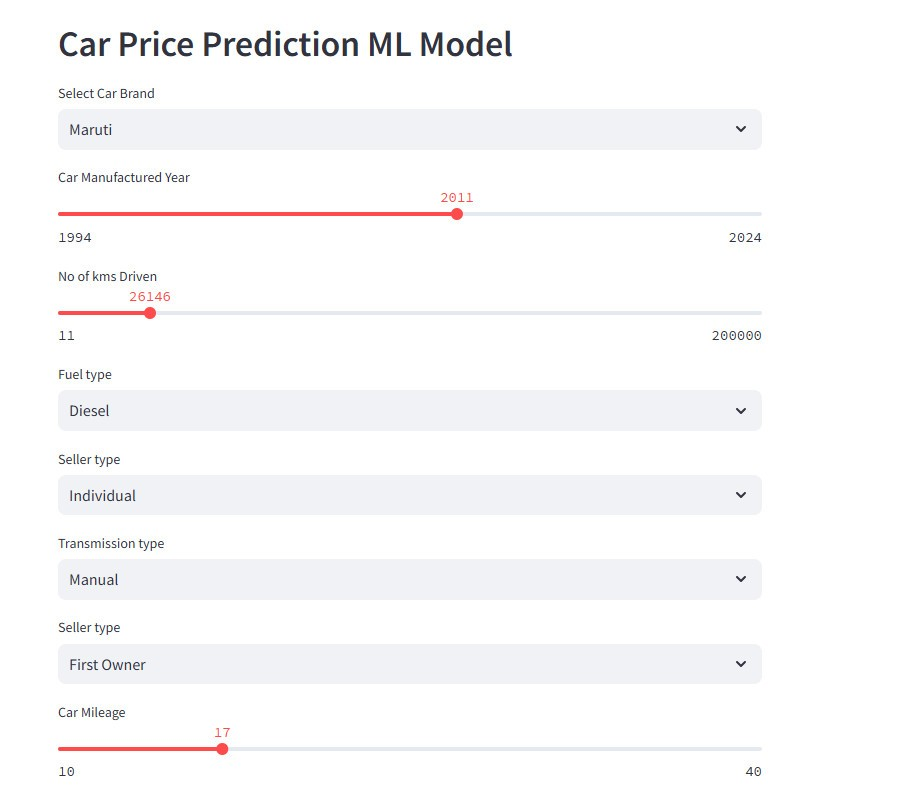 Car Price Prediction ML Model
Select Car Brand
Maruti
Car Manufactured Year
2011
1994 2024
No of kms Driven
26146
11 200000
Fuel type
Diesel
Seller type
Individual
Transmission type
Manual
Seller type
First Owner
Car Mileage
17
10 40